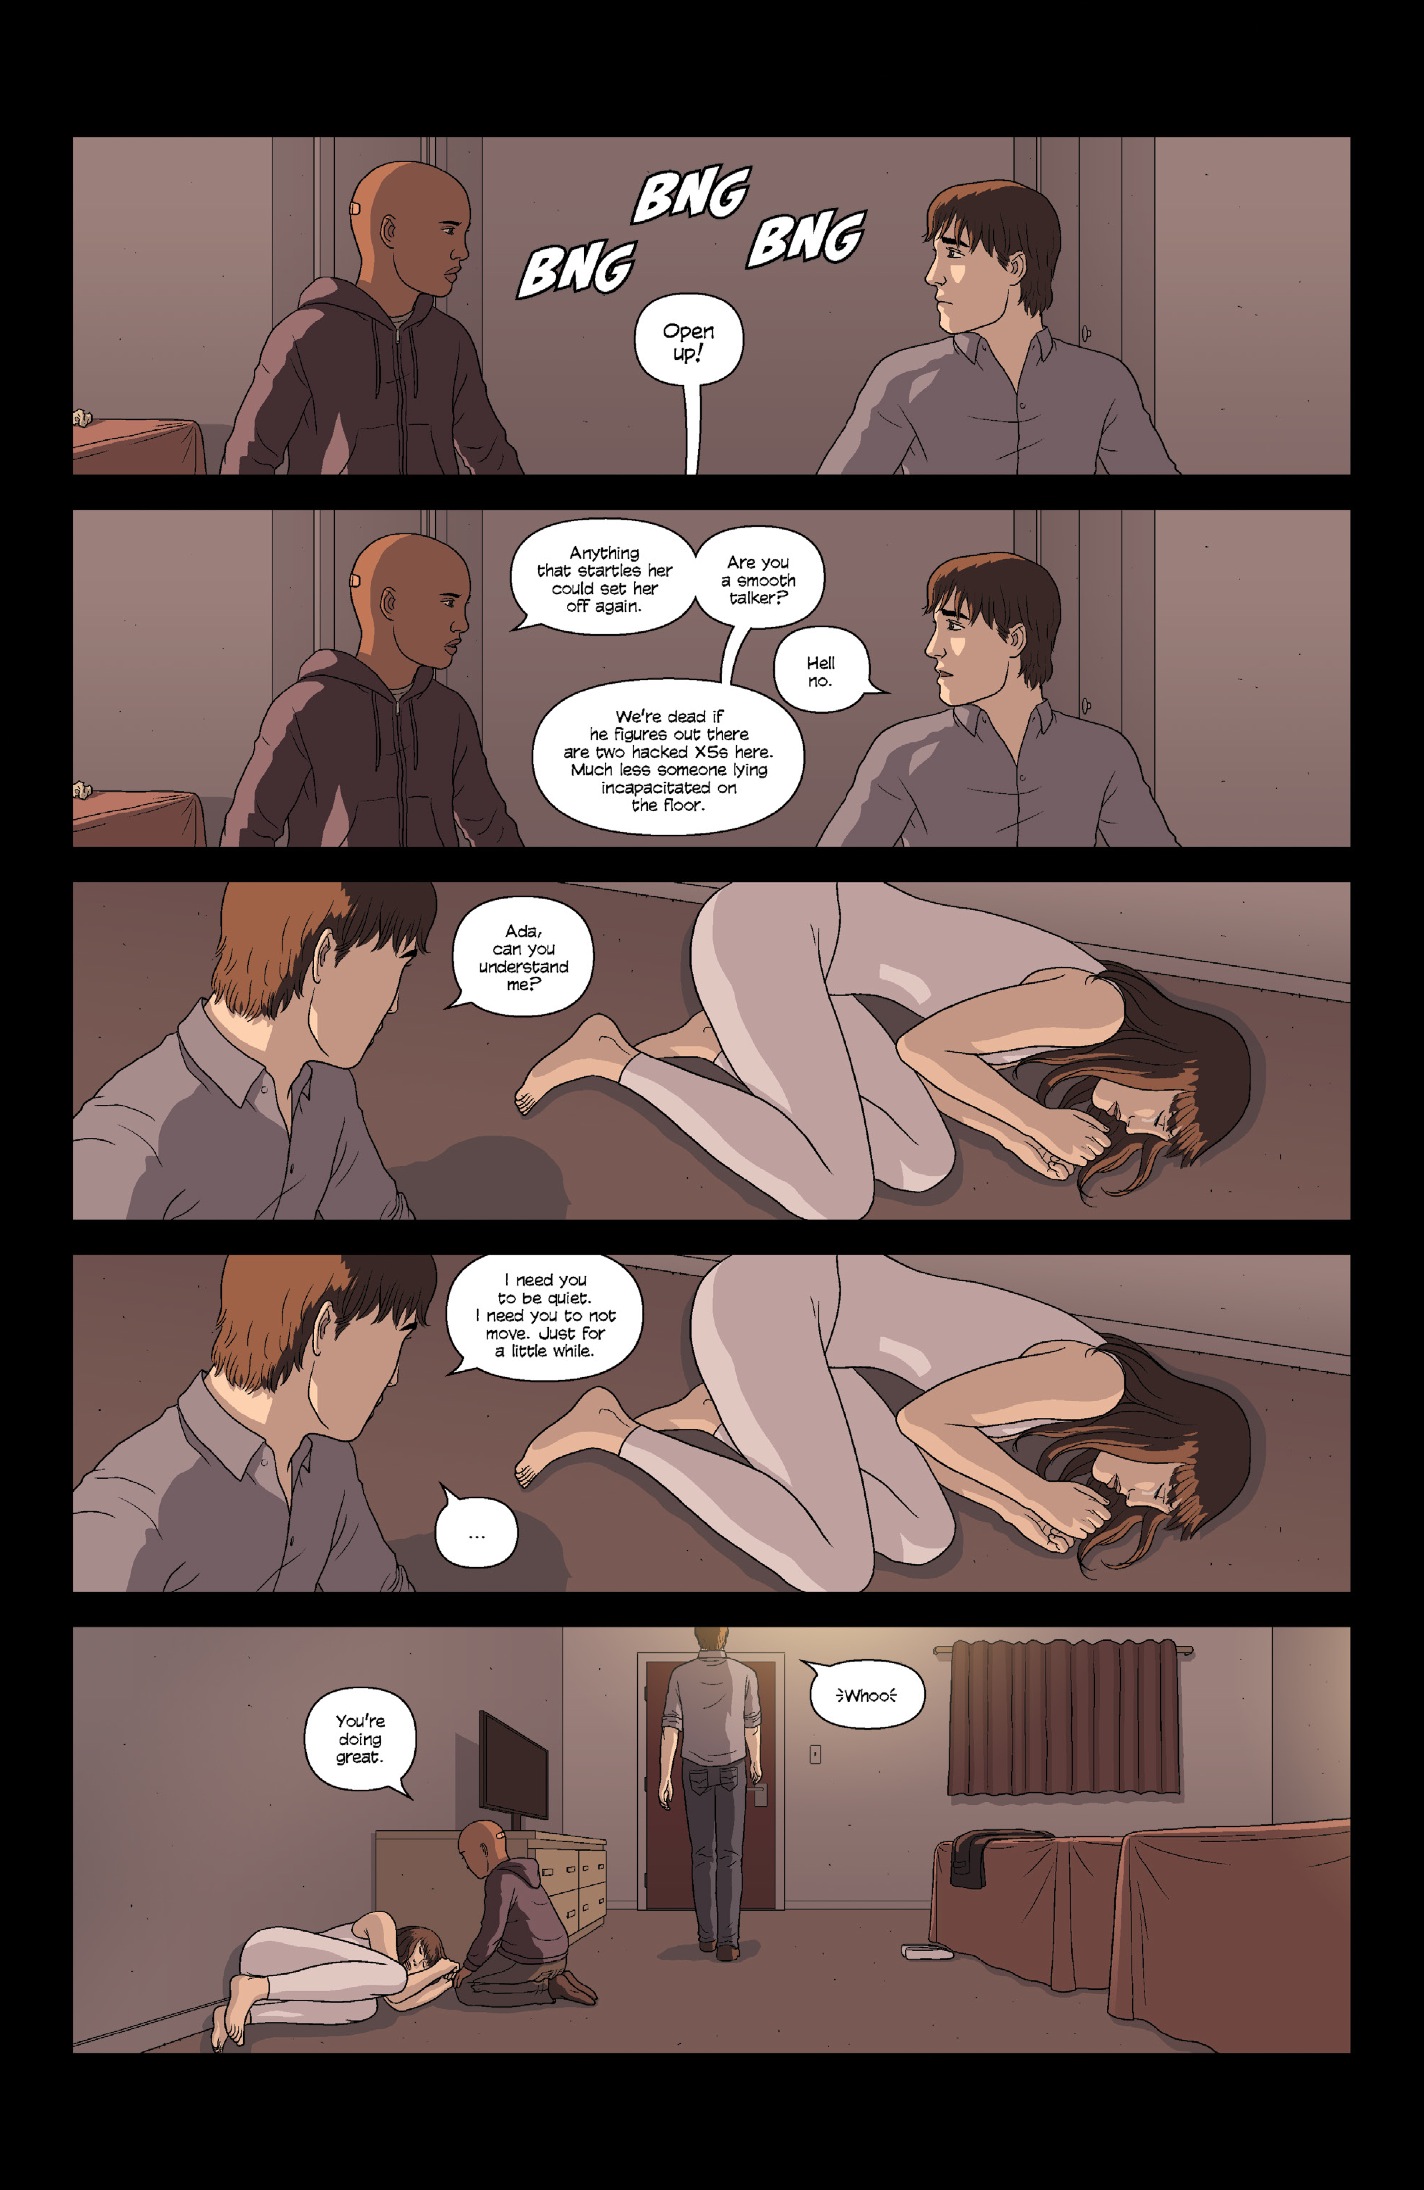 BNG
BNG
BNG
Open
up!
Anything
that startles her
could set her
off again.
Are you
a smooth
talker?
Hell
no.
We're dead if
he figures out there
are two hacked X5s here.
Much less someone lying
incapacitated on
the floor.
Ada,
can you
understand
me?
I need you
to be quiet.
I need you to not
move. Just for
a little while.
...
You're
doing
great.
Whoo